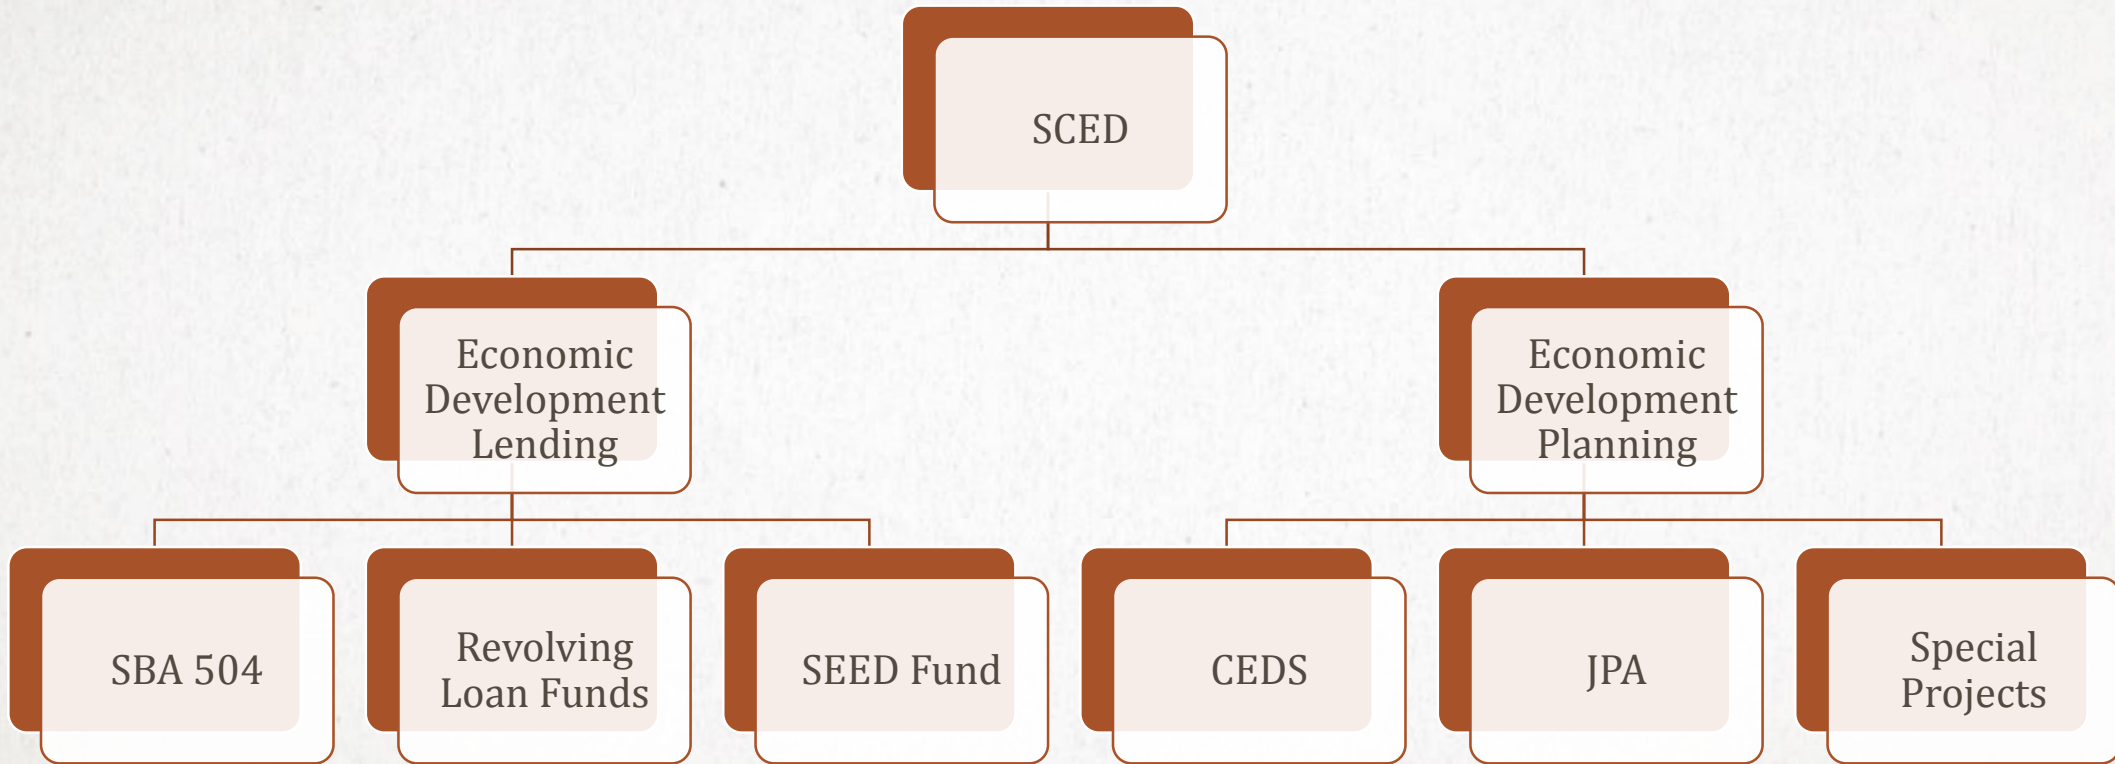 SCED
Economic
Development
Lending
Economic
Development
Planning
SBA 504
Revolving
Loan Funds
SEED Fund
CEDS
JPA
Special
Projects